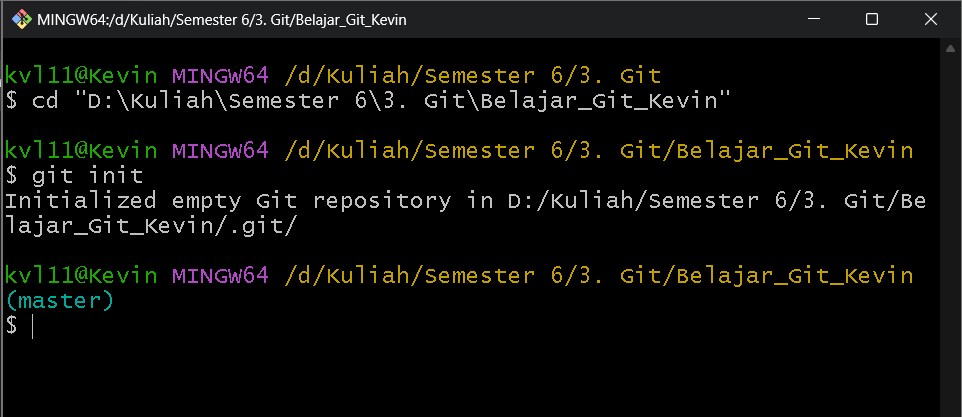 MINGW64:/d/Kuliah/Semester 6/3. Git/Belajar_Git_Kevin
kvl11@Kevin MINGW64 /d/Kuliah/Semester 6/3. Git
$ cd "D:\Kuliah\Semester 6\3. Git\Belajar_Git_Kevin"
kvl11@Kevin MINGW64 /d/Kuliah/Semester 6/3. Git/Belajar_Git_Kevin
$ git init
Initialized empty Git repository in D:/Kuliah/Semester 6/3. Git/Be
lajar_Git_Kevin/.git/
kvl11@Kevin MINGW64 /d/Kuliah/Semester 6/3. Git/Belajar_Git_Kevin
(master)
$